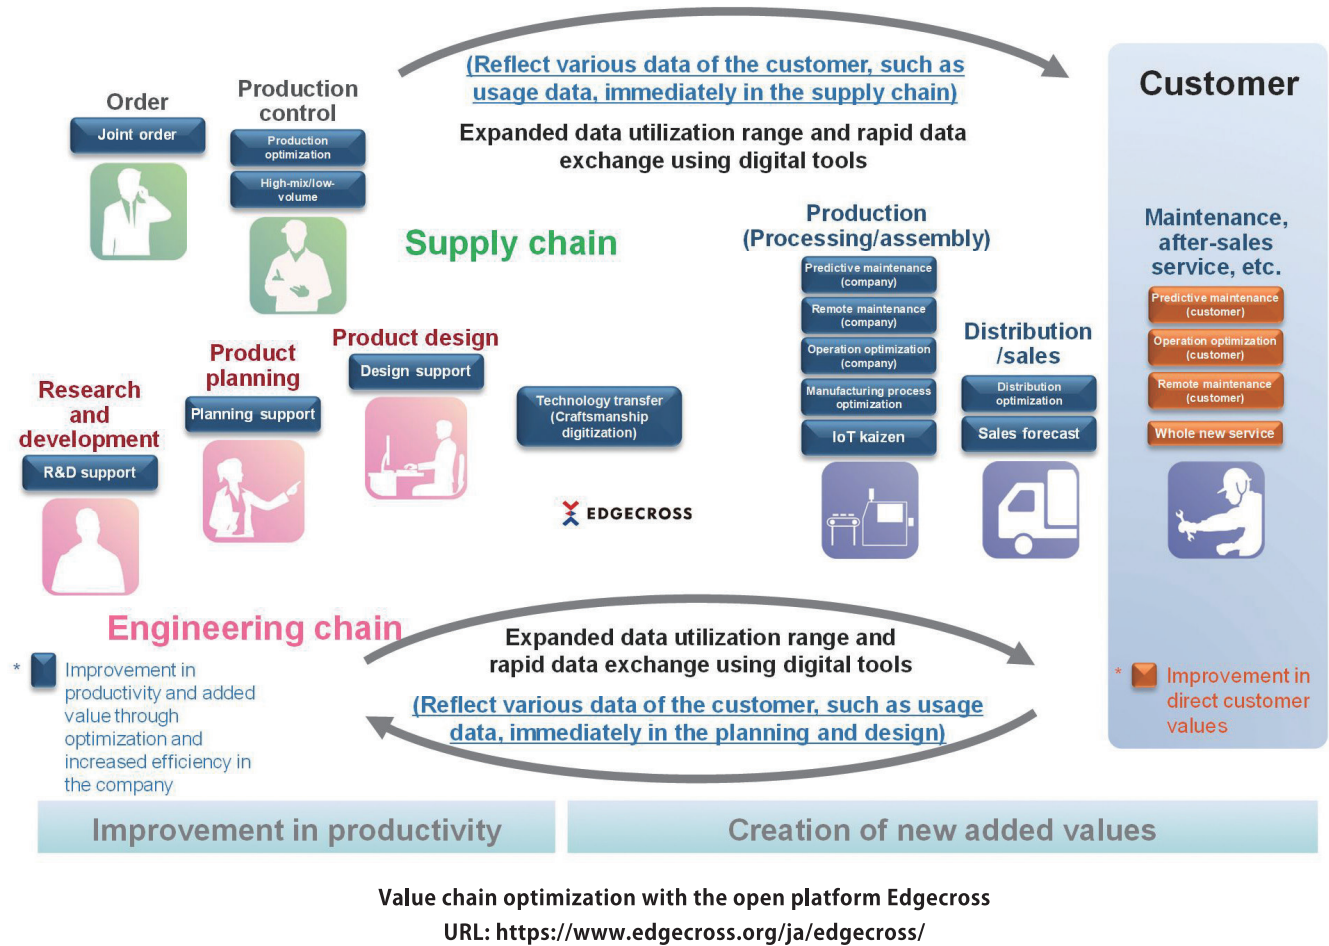 (Reflect various data of the customer, such as
usage data, immediately in the supply chain)
Expanded data utilization range and rapid data
exchange using digital tools
Customer
Order
Joint order
Production
control
Production
optimization
High-mix/low-
volume
Supply chain
Production
(Processing/assembly)
Predictive maintenance
(company)
Remote maintenance
(company)
Operation optimization
(company)
Manufacturing process
optimization
IoT kaizen
Distribution
/sales
Distribution
optimization
Sales forecast
Maintenance,
after-sales
service, etc.
Predictive maintenance
(customer)
Operation optimization
(customer)
Remote maintenance
(customer)
Whole new service
Research
and
development
R&D support
Product
planning
Planning support
Product design
Design support
Technology transfer
(Craftsmanship
digitization)
EDGECROSS
Engineering chain
Expanded data utilization range and
rapid data exchange using digital tools
(Reflect various data of the customer, such as usage
data, immediately in the planning and design)
* Improvement in
productivity and added
value through
optimization and
increased efficiency in
the company
* Improvement in
direct customer
values
Improvement in productivity
Creation of new added values
Value chain optimization with the open platform Edgecross
URL: https://www.edgecross.org/ja/edgecross/